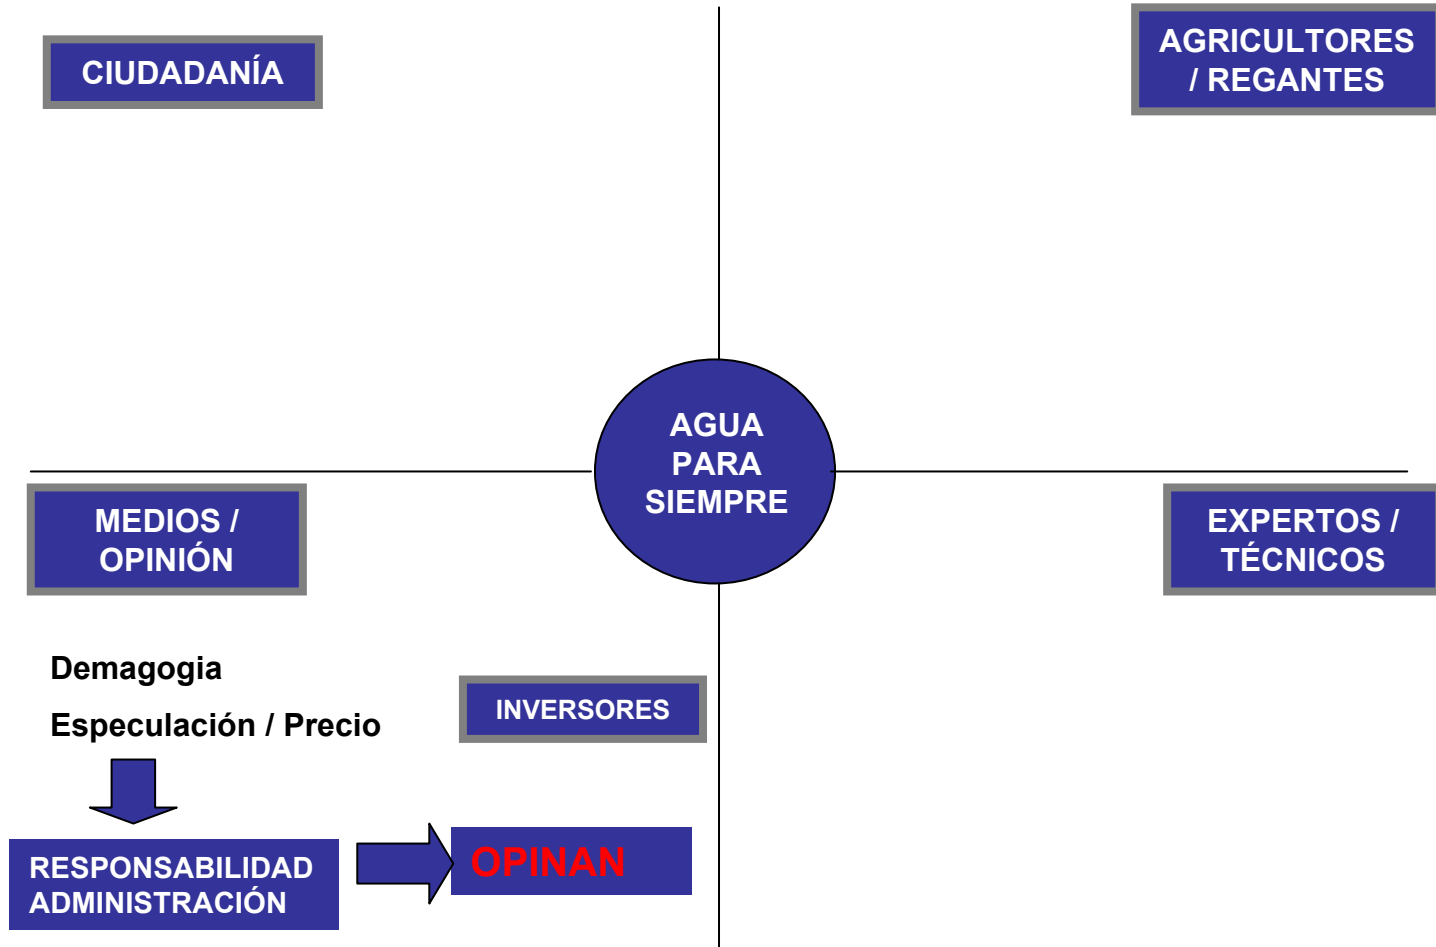 CIUDADANÍA
AGRICULTORES
/ REGANTES
AGUA
PARA
SIEMPRE
MEDIOS /
OPINIÓN
EXPERTOS /
TÉCNICOS
Demagogia
Especulación / Precio
INVERSORES
RESPONSABILIDAD
ADMINISTRACIÓN
OPINAN